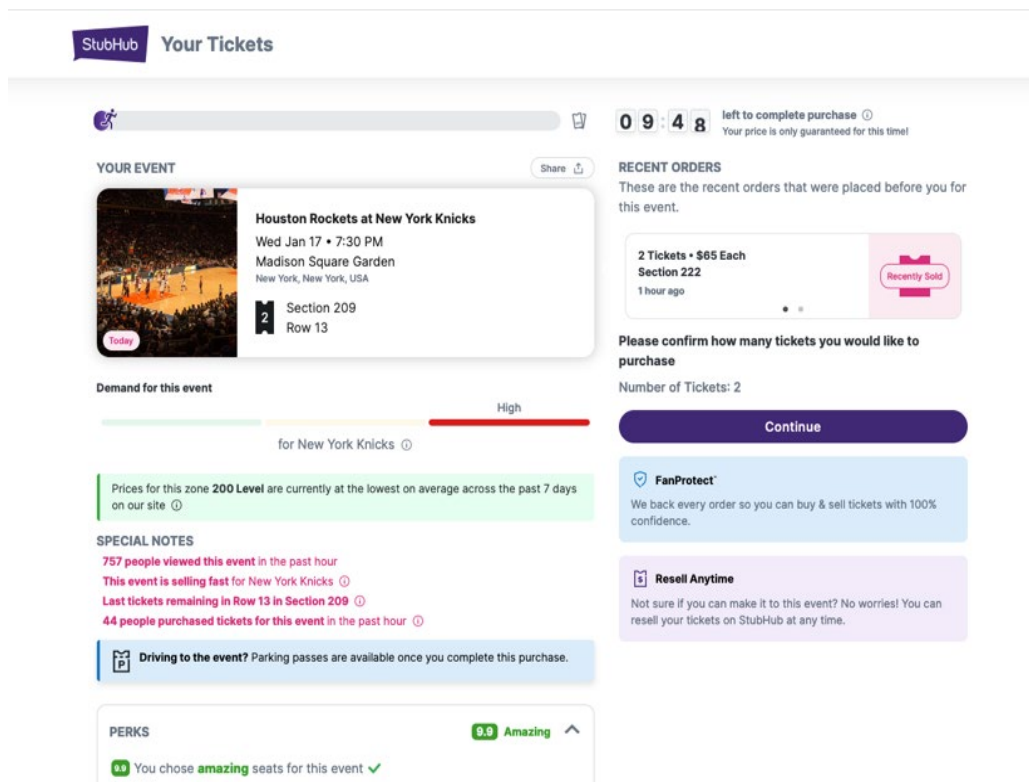 StubHub Your Tickets
09:48
left to complete purchase
Your price is only guaranteed for this time!
YOUR EVENT
Share
Houston Rockets at New York Knicks
Wed Jan 17 • 7:30 PM
Madison Square Garden
New York, New York, USA
2
Section 209
Row 13
Today
Demand for this event
High
for New York Knicks
Prices for this zone 200 Level are currently at the lowest on average across the past 7 days
on our site
SPECIAL NOTES
757 people viewed this event in the past hour
This event is selling fast for New York Knicks
Last tickets remaining in Row 13 in Section 209
44 people purchased tickets for this event in the past hour
P
Driving to the event? Parking passes are available once you complete this purchase.
PERKS
9.9 Amazing
9.9 You chose amazing seats for this event
RECENT ORDERS
These are the recent orders that were placed before you for
this event.
2 Tickets • $65 Each
Section 222
1 hour ago
Recently Sold
Please confirm how many tickets you would like to
purchase
Number of Tickets: 2
Continue
FanProtect
We back every order so you can buy & sell tickets with 100%
confidence.
Resell Anytime
Not sure if you can make it to this event? No worries! You can
resell your tickets on StubHub at any time.